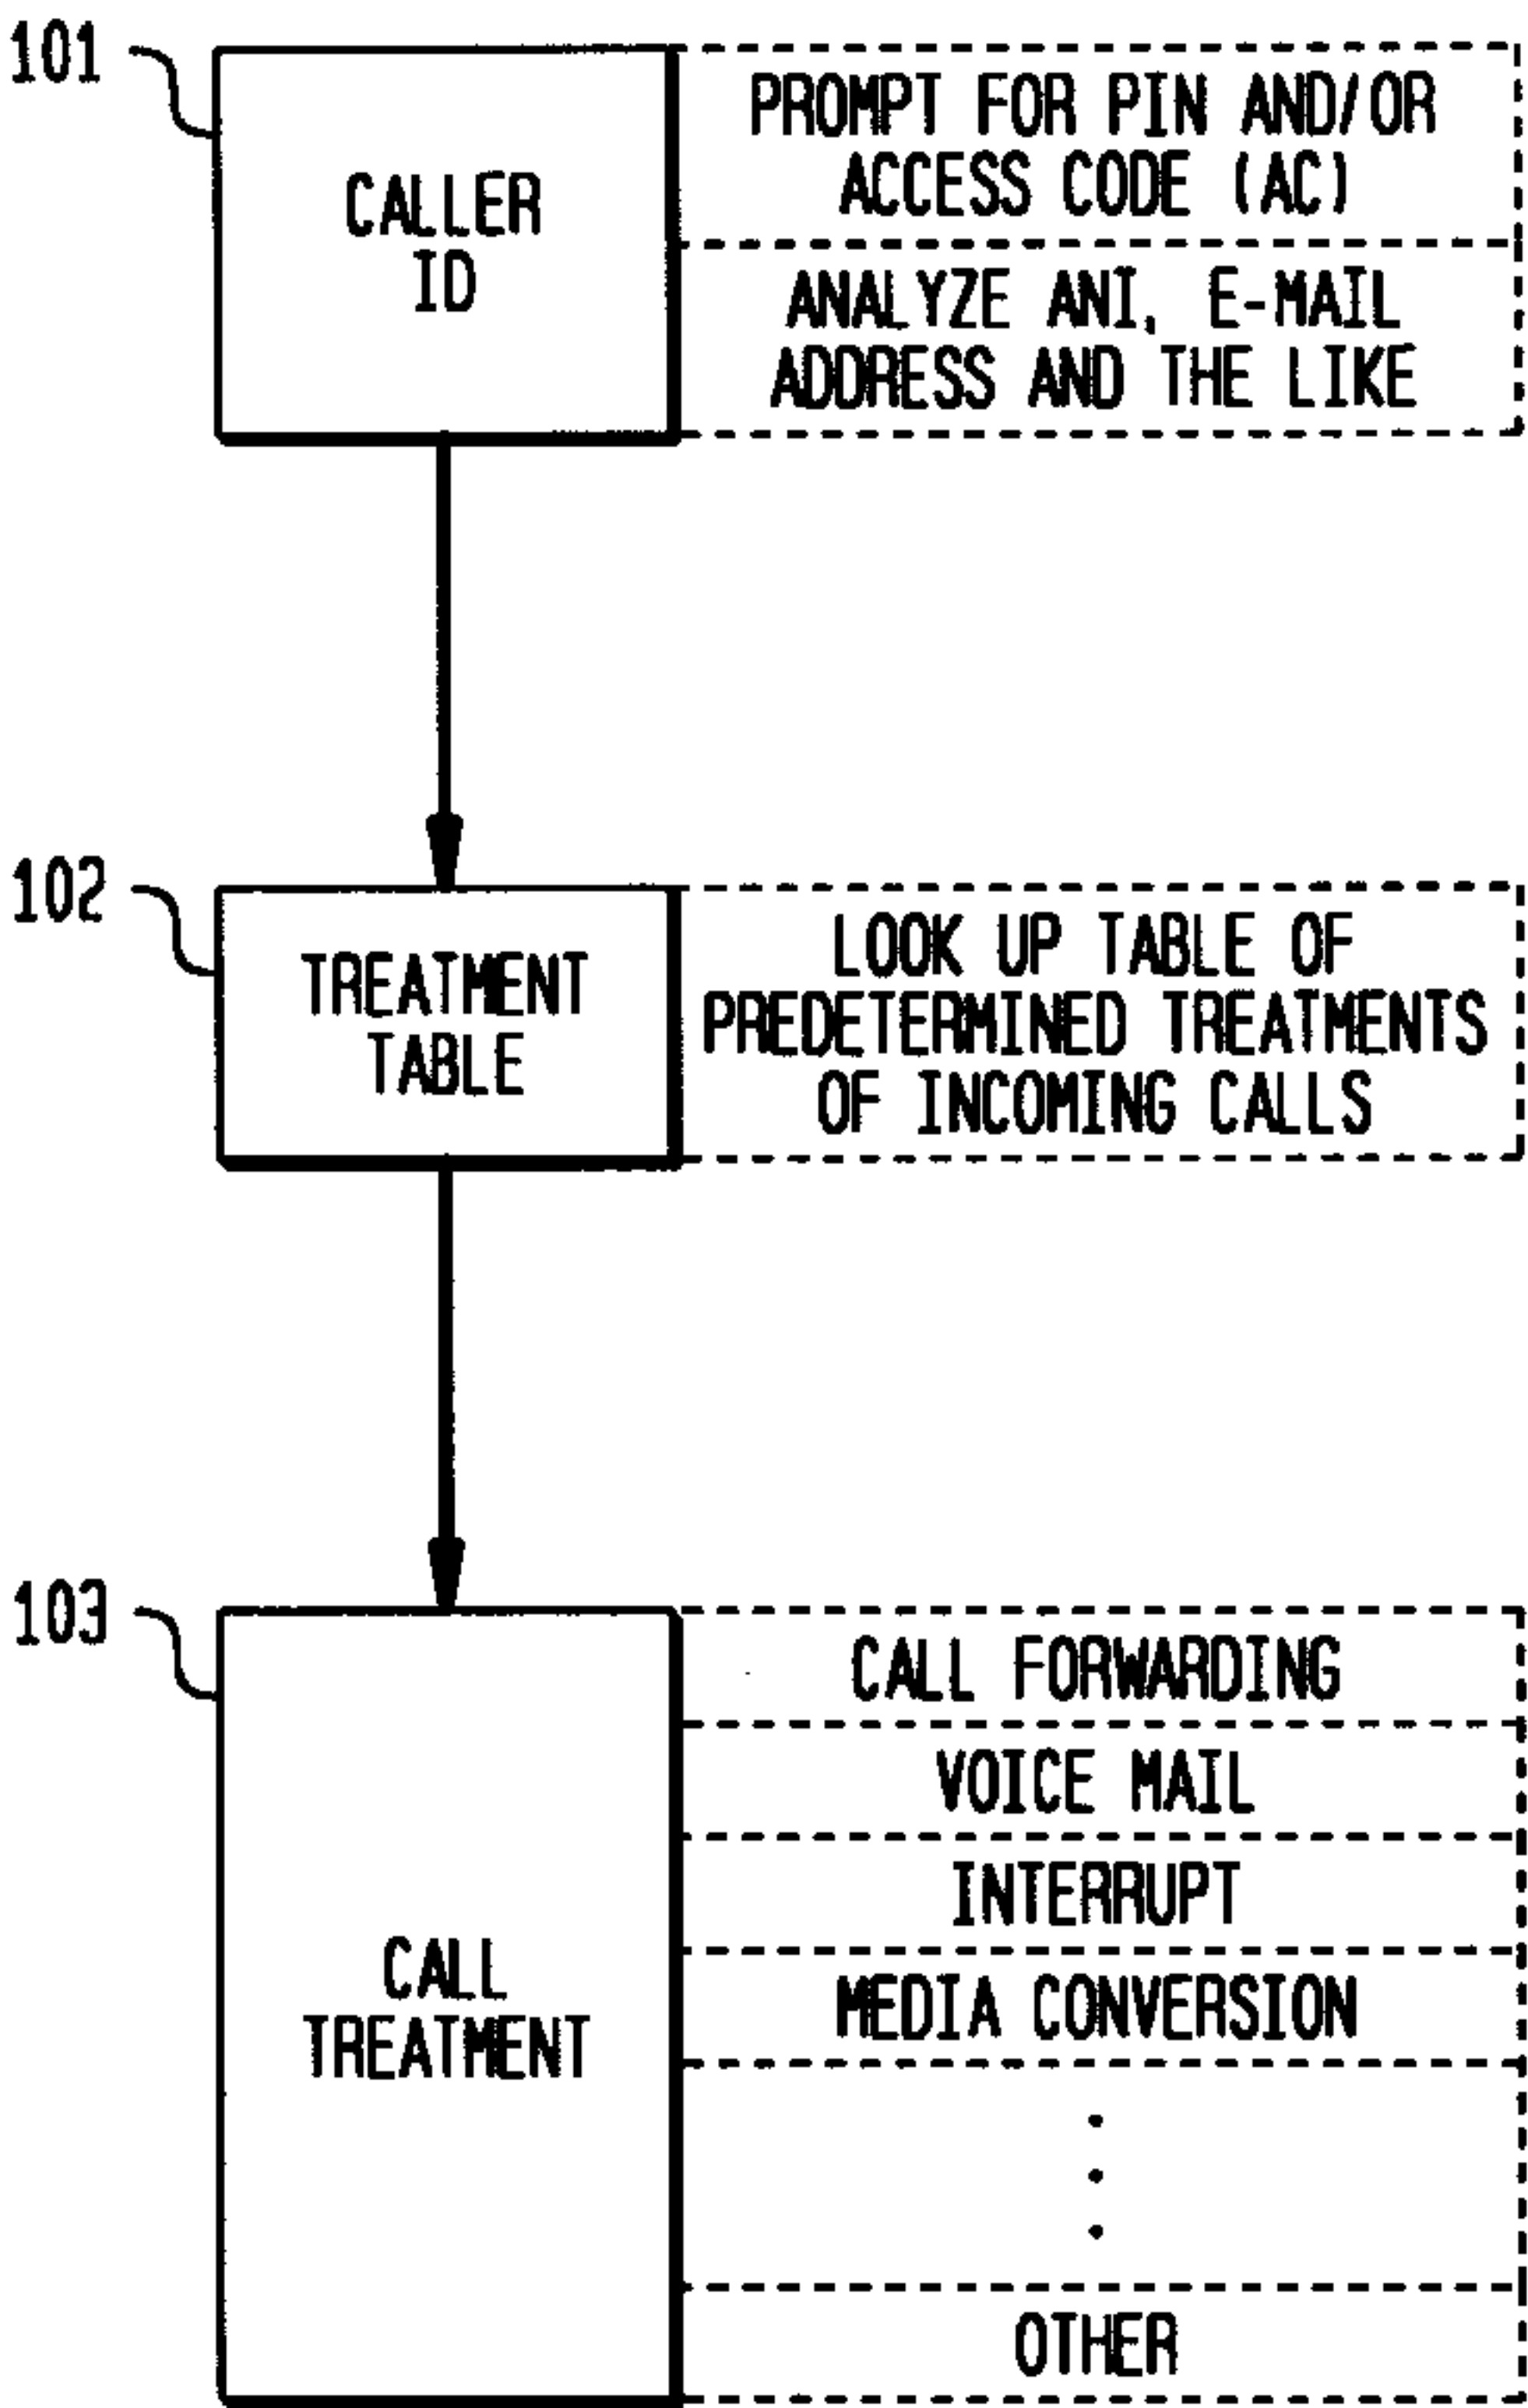 101
CALLER
ID
PROMPT FOR PIN AND/OR
ACCESS CODE (AC)
ANALYZE ANI, E-MAIL
ADDRESS AND THE LIKE
102
TREATMENT
TABLE
LOOK UP TABLE OF
PREDETERMINED TREATMENTS
OF INCOMING CALLS
103
CALL
TREATMENT
CALL FORWARDING
VOICE MAIL
INTERRUPT
MEDIA CONVERSION
OTHER